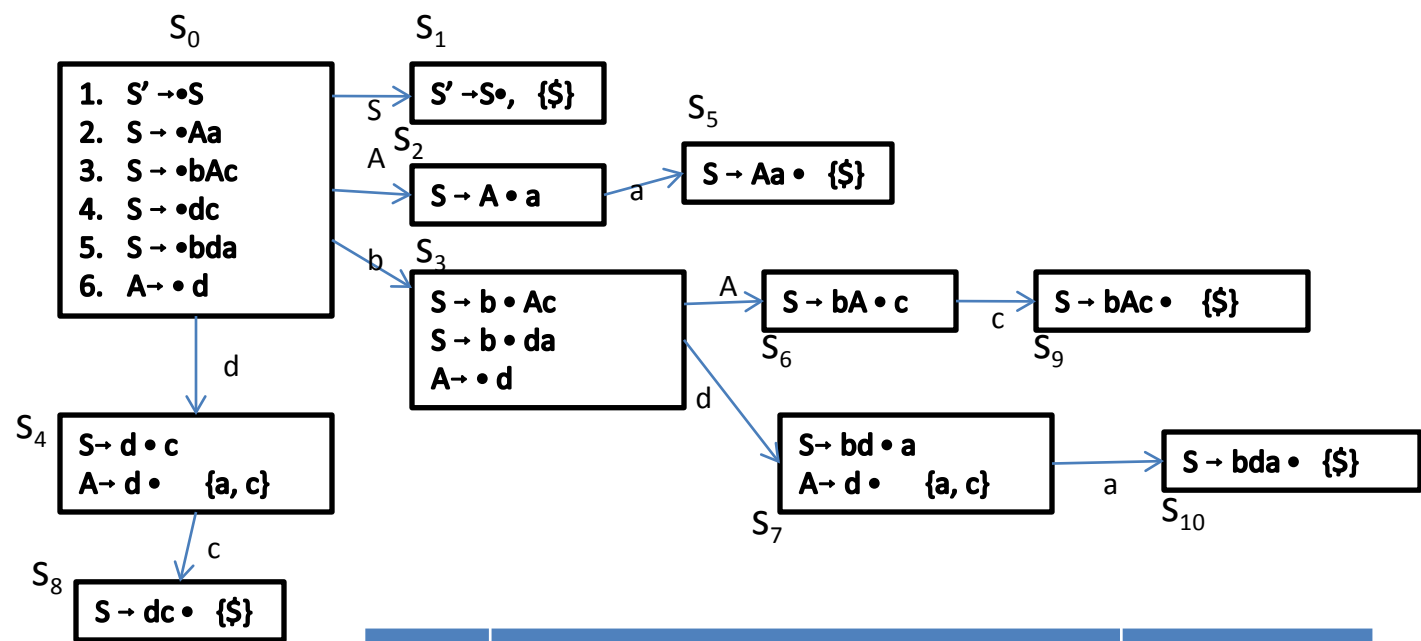 S0
1. S’ →•S
2. S → •Aa
3. S → •bAc
4. S → •dc
5. S → •bda
6. A→ • d
S
S1
S’ →S•, {$}
A
S2
S → A • a
a
S5
S → Aa • {$}
b
S3
S → b • Ac
S → b • da
A→ • d
A
S → bA • c
S6
c
S → bAc • {$}
S9
d
S → bd • a
A→ d • {a, c}
S7
a
S → bda • {$}
S10
d
S4
S→ d • c
A→ d • {a, c}
c
S8
S → dc • {$}